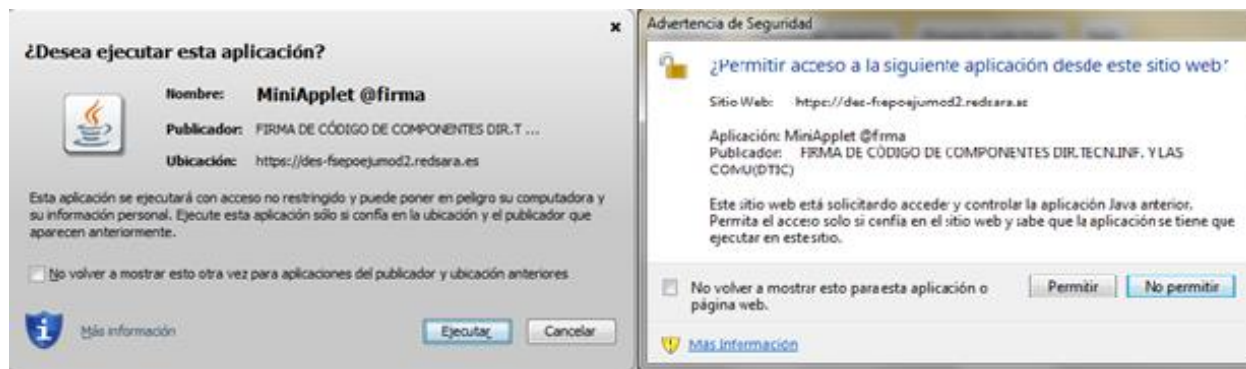 ¿Desea ejecutar esta aplicación?
Nombre: MiniApplet @firma
Publicador: FIRMA DE CÓDIGO DE COMPONENTES DIR.T ...
Ubicación: https://des-fsepoejumod2.redsara.es
Esta aplicación se ejecutará con acceso no restringido y puede poner en peligro su computadora y
su información personal. Ejecute esta aplicación sólo si confía en la ubicación y el publicador que
aparecen anteriormente.
No volver a mostrar esto otra vez para aplicaciones del publicador y ubicación anteriores
Más información
Ejecutar
Cancelar
Advertencia de Seguridad
¿Permitir acceso a la siguiente aplicación desde este sitio web?
Sitio Web: https://des-fsepoejumod2.redsara.es
Aplicación: MiniApplet @firma
Publicador: FIRMA DE CÓDIGO DE COMPONENTES DIR.TECN.INF. Y LAS
COMU(DTIC)
Este sitio web está solicitando acceder y controlar la aplicación Java anterior.
Permita el acceso solo si confía en el sitio web y sabe que la aplicación se tiene que
ejecutar en este sitio.
No volver a mostrar esto para esta aplicación o
página web.
Permitir
No permitir
Más Información